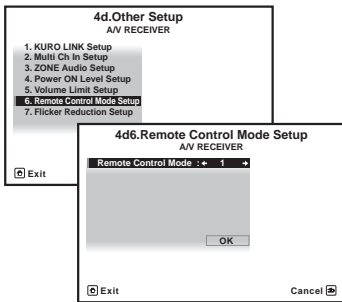 4d.Other Setup
A/V RECEIVER
1. KURO LINK Setup
2. Multi Ch In Setup
3. ZONE Audio Setup
4. Power ON Level Setup
5. Volume Limit Setup
6. Remote Control Mode Setup
7. Flicker Reduction Setup
Exit
4d6.Remote Control Mode Setup
A/V RECEIVER
Remote Control Mode : 1
OK
Exit
Cancel